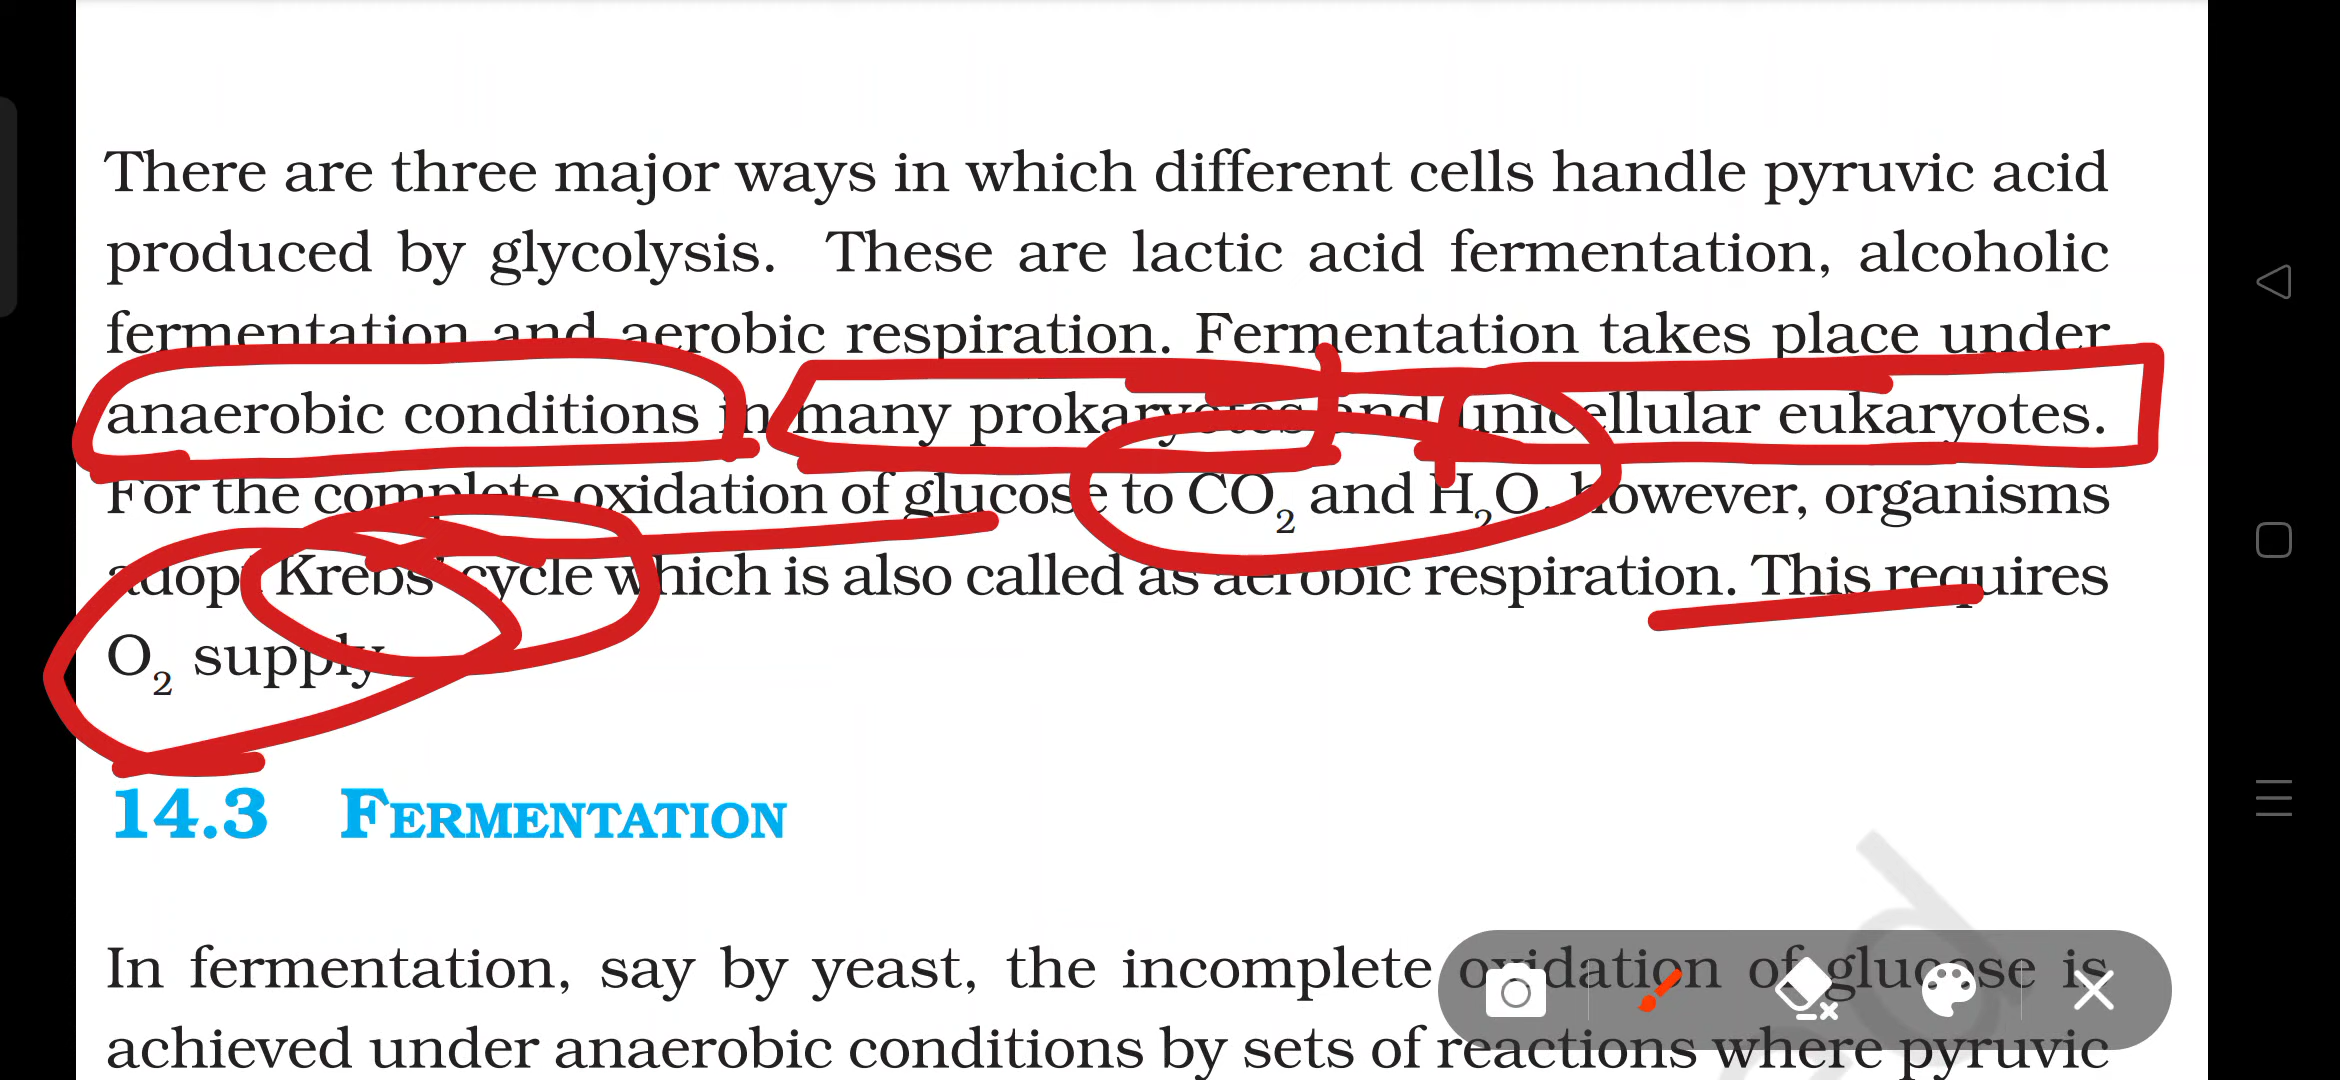 There are three major ways in which different cells handle pyruvic acid
produced by glycolysis. These are lactic acid fermentation, alcoholic
fermentation and aerobic respiration. Fermentation takes place under
anaerobic conditions in many prokaryotes and unicellular eukaryotes.
For the complete oxidation of glucose to CO₂ and H₂O, however, organisms
adopt Krebs' cycle which is also called as aerobic respiration. This requires
O₂ supply.
14.3 FERMENTATION
In fermentation, say by yeast, the incomplete oxidation of glucose is
achieved under anaerobic conditions by sets of reactions where pyruvic